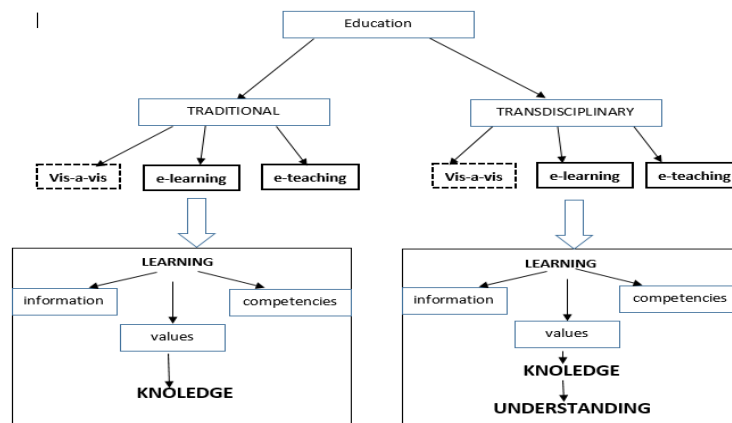 Education
TRADITIONAL TRANSDISCIPLINARY
Vis-a-vis e-learning e-teaching Vis-a-vis e-learning e-teaching
LEARNING LEARNING
information competencies information competencies
values values
KNOLEDGE KNOLEDGE
UNDERSTANDING